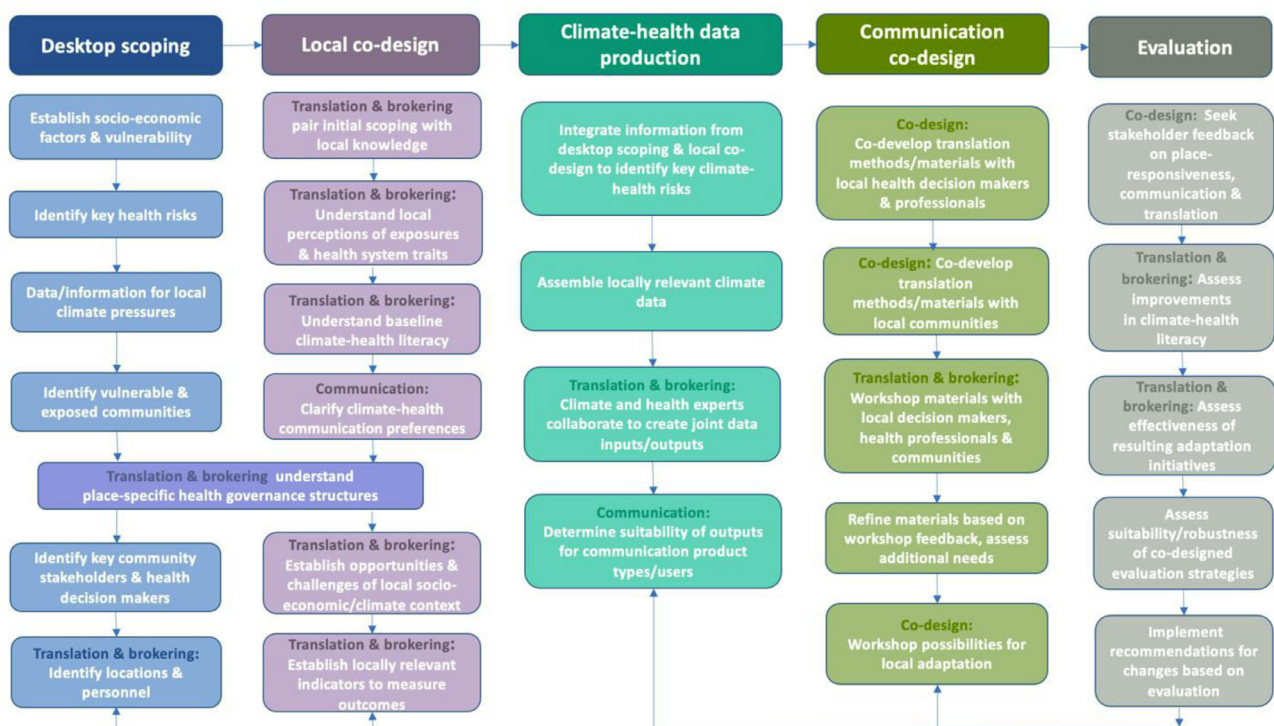 Desktop scoping
Local co-design
Climate-health data
production
Communication
co-design
Evaluation
Establish socio-economic
factors & vulnerability
Identify key health risks
Data/information for local
climate pressures
Identify vulnerable &
exposed communities
Translation & brokering understand
place-specific health governance structures
Identify key community
stakeholders & health
decision makers
Translation & brokering:
Identify locations &
personnel
Translation & brokering
pair initial scoping with
local knowledge
Translation & brokering:
Understand local
perceptions of exposures
& health system traits
Translation & brokering:
Understand baseline
climate-health literacy
Communication:
Clarify climate-health
communication preferences
Translation & brokering:
Establish opportunities &
challenges of local socio-
economic/climate context
Translation & brokering:
Establish locally relevant
indicators to measure
outcomes
Integrate information from
desktop scoping & local co-
design to identify key climate-
health risks
Assemble locally relevant climate
data
Translation & brokering:
Climate and health experts
collaborate to create joint data
inputs/outputs
Communication:
Determine suitability of outputs
for communication product
types/users
Co-design:
Co-develop translation
methods/materials with
local health decision makers
& professionals
Co-design: Co-develop
translation
methods/materials with
local communities
Translation & brokering:
Workshop materials with
local decision makers,
health professionals &
communities
Refine materials based on
workshop feedback, assess
additional needs
Co-design:
Workshop possibilities for
local adaptation
Co-design: Seek
stakeholder feedback
on place-
responsiveness,
communication &
translation
Translation &
brokering: Assess
improvements
in climate-health
literacy
Translation &
brokering: Assess
effectiveness of
resulting adaptation
initiatives
Assess
suitability/robustness
of co-designed
evaluation strategies
Implement
recommendations for
changes based on
evaluation